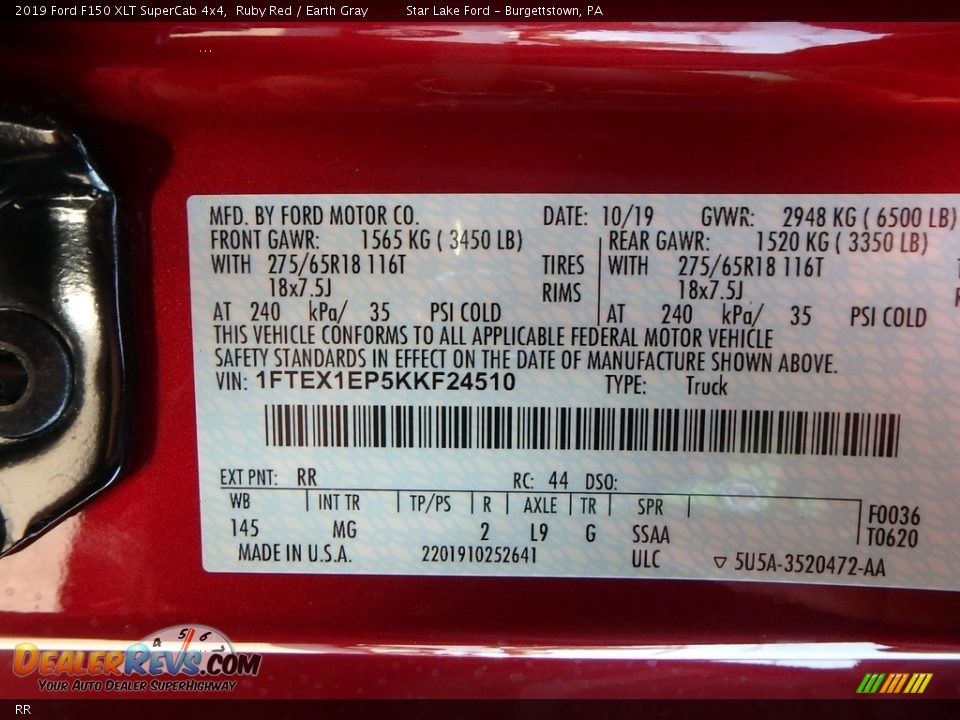 2019 Ford F150 XLT SuperCab 4x4, Ruby Red / Earth Gray Star Lake Ford - Burgettstown, PA
MFD. BY FORD MOTOR CO. DATE: 10/19 GVWR: 2948 KG ( 6500 LB)
FRONT GAWR: 1565 KG ( 3450 LB) REAR GAWR: 1520 KG ( 3350 LB)
WITH 275/65R18 116T TIRES WITH 275/65R18 116T
18x7.5J RIMS 18x7.5J
AT 240 kPa/ 35 PSI COLD AT 240 kPa/ 35 PSI COLD
THIS VEHICLE CONFORMS TO ALL APPLICABLE FEDERAL MOTOR VEHICLE
SAFETY STANDARDS IN EFFECT ON THE DATE OF MANUFACTURE SHOWN ABOVE.
VIN: 1FTEX1EP5KKF24510 TYPE: Truck
EXT PNT: RR RC: 44 DSO:
WB INT TR TP/PS R AXLE TR SPR F0036
145 MG 2 L9 G SSAA T0620
MADE IN U.S.A. 2201910252641 ULC ▽ 5U5A-3520472-AA
4 5 6 7
DEALERREVS.COM
YOUR AUTO DEALER SUPERHIGHWAY
RR